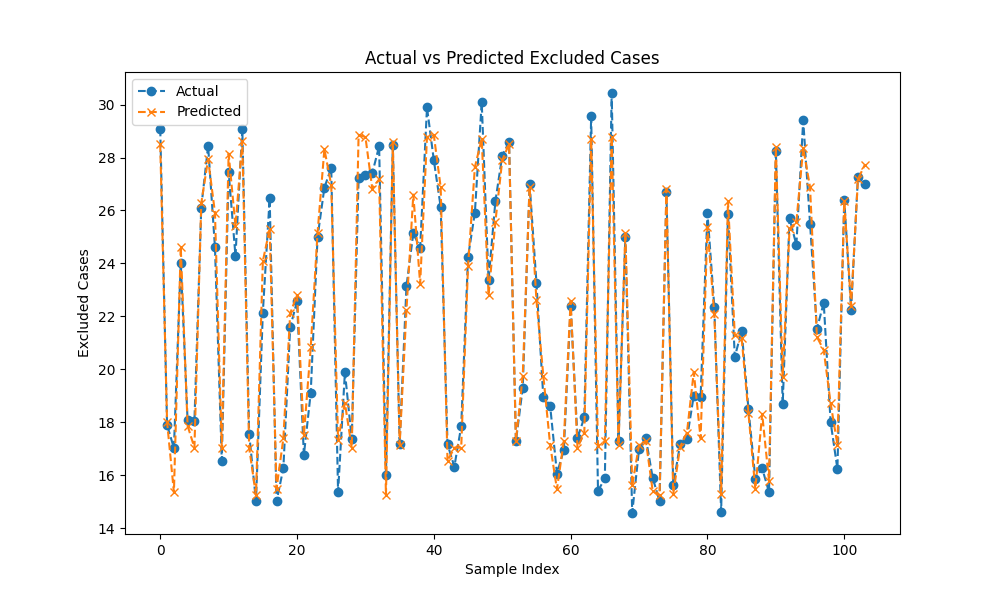 Actual vs Predicted Excluded Cases
Actual
Predicted
30
28
26
24
22
20
18
16
14
Excluded Cases
0 20 40 60 80 100
Sample Index